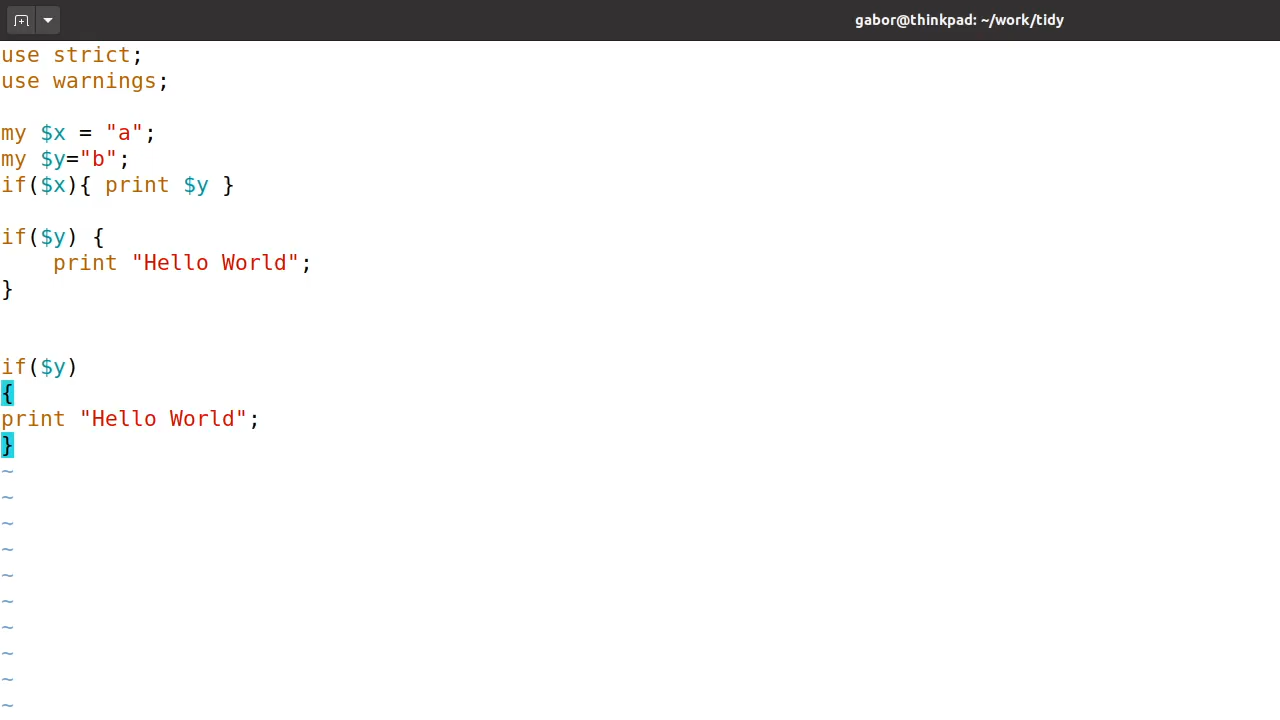 gabor@thinkpad: ~/work/tidy
use strict;
use warnings;

my $x = "a";
my $y="b";
if($x){ print $y }

if($y) {
    print "Hello World";
}


if($y)
{
print "Hello World";
}
~
~
~
~
~
~
~
~
~
~